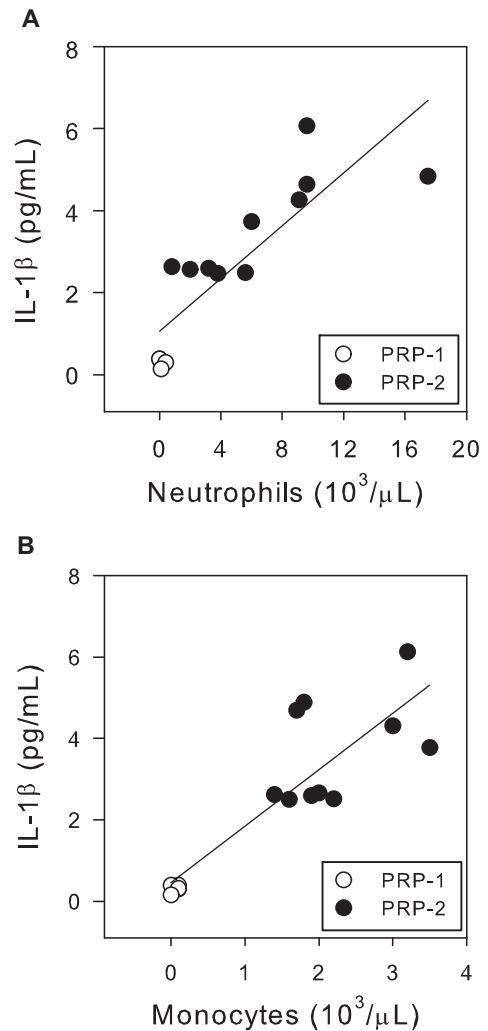 A
8
6
4
2
0
IL-1β (pg/mL)
PRP-1
PRP-2
0 4 8 12 16 20
Neutrophils (10³/μL)
B
8
6
4
2
0
IL-1β (pg/mL)
PRP-1
PRP-2
0 1 2 3 4
Monocytes (10³/μL)